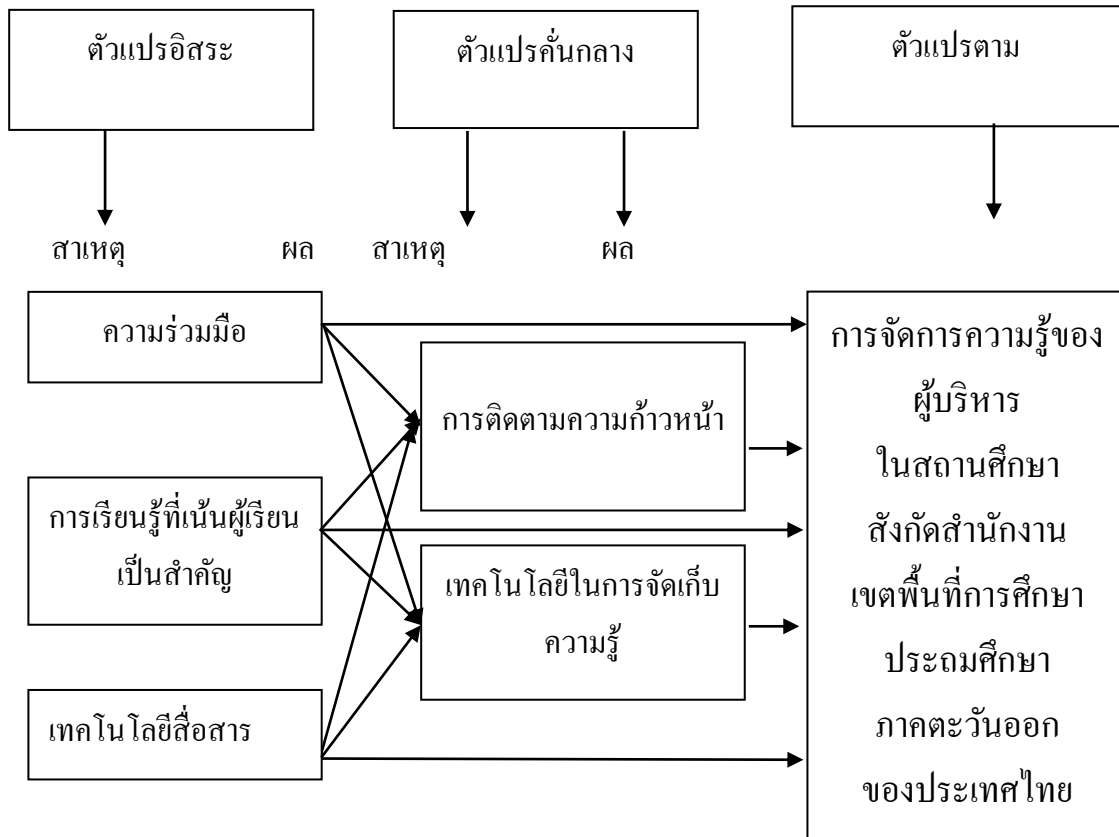 ตัวแปรอิสระ
ตัวแปรคั่นกลาง
ตัวแปรตาม
สาเหตุ
ผล
สาเหตุ
ผล
ความร่วมมือ
การเรียนรู้ที่เน้นผู้เรียน
เป็นสำคัญ
เทคโนโลยีสื่อสาร
การติดตามความก้าวหน้า
เทคโนโลยีในการจัดเก็บ
ความรู้
การจัดการความรู้ของ
ผู้บริหาร
ในสถานศึกษา
สังกัดสำนักงาน
เขตพื้นที่การศึกษา
ประถมศึกษา
ภาคตะวันออก
ของประเทศไทย